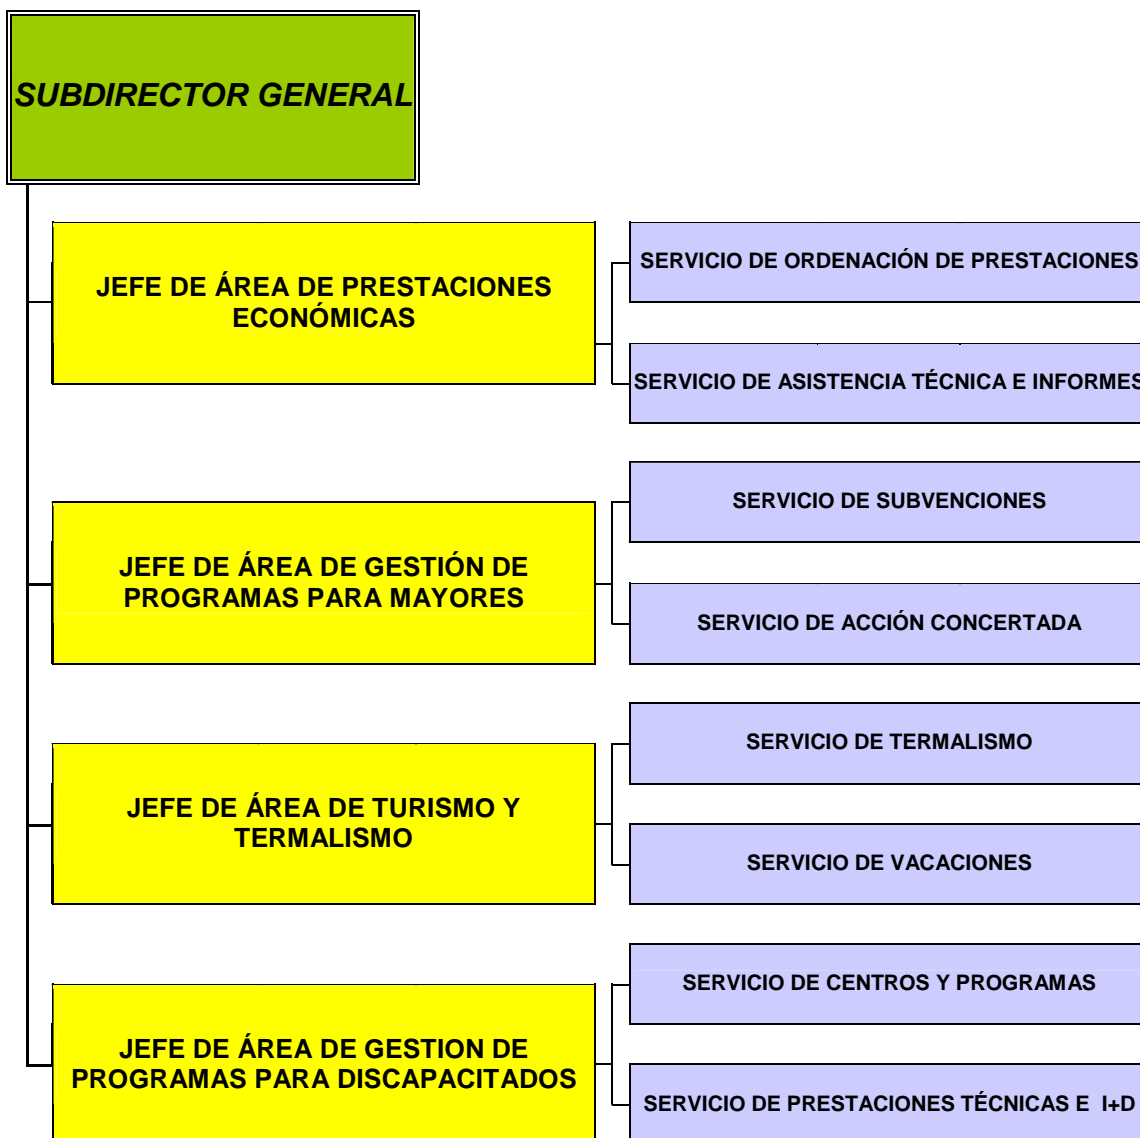 SUBDIRECTOR GENERAL
JEFE DE ÁREA DE PRESTACIONES
ECONÓMICAS
SERVICIO DE ORDENACIÓN DE PRESTACIONES
SERVICIO DE ASISTENCIA TÉCNICA E INFORMES
JEFE DE ÁREA DE GESTIÓN DE
PROGRAMAS PARA MAYORES
SERVICIO DE SUBVENCIONES
SERVICIO DE ACCIÓN CONCERTADA
JEFE DE ÁREA DE TURISMO Y
TERMALISMO
SERVICIO DE TERMALISMO
SERVICIO DE VACACIONES
JEFE DE ÁREA DE GESTION DE
PROGRAMAS PARA DISCAPACITADOS
SERVICIO DE CENTROS Y PROGRAMAS
SERVICIO DE PRESTACIONES TÉCNICAS E I+D